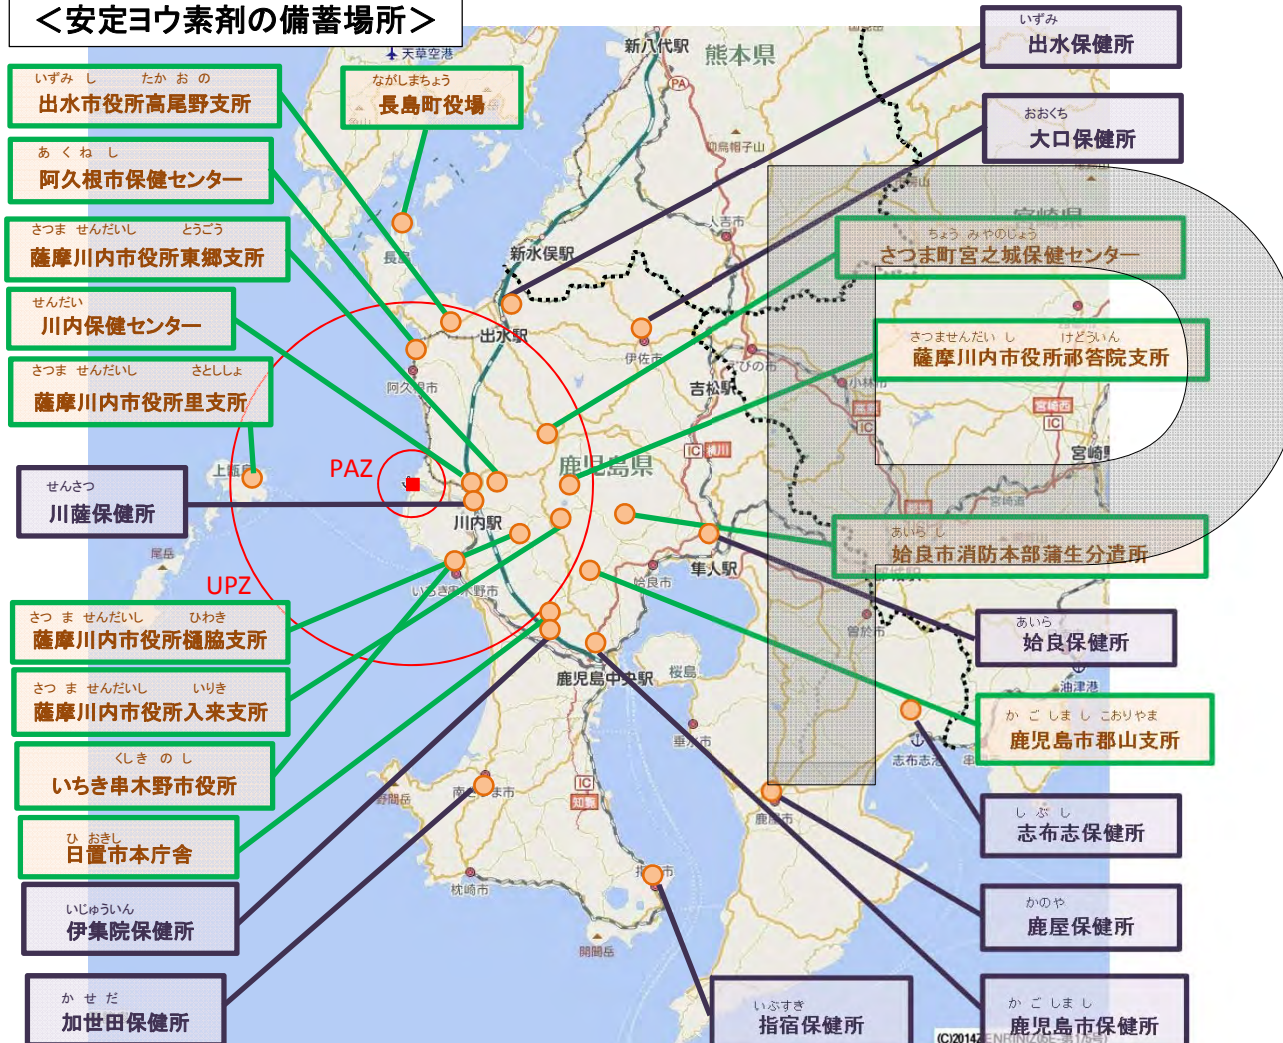 ＜安定ヨウ素剤の備蓄場所＞
いずみ
出水保健所
新八代駅
熊本県
天草空港
PA
いずみ し たか お の
出水市役所高尾野支所
ながしまちょう
長島町役場
おおくち
大口保健所
あ く ね し
阿久根市保健センター
人吉市
宮崎県
さつま せんだいし とうごう
薩摩川内市役所東郷支所
ちょう みやのじょう
さつま町宮之城保健センター
長島
新水俣駅
せんだい
川内保健センター
出水駅
伊佐市
さつませんだい し けどういん
薩摩川内市役所祁答院支所
えびの市
小林市
さつま せんだいし さとししょ
薩摩川内市役所里支所
阿久根市
吉松駅
高原
IC
宮崎西
IC
宮崎駅
IC
鹿児島県
PAZ
上甑島
せんさつ
川薩保健所
川内駅
宮崎道
尾岳
あいら し
姶良市消防本部蒲生分遣所
UPZ
いちき串木野市
姶良市
隼人駅
さつ ま せんだいし ひわき
薩摩川内市役所樋脇支所
曽於市
あいら
姶良保健所
さつ ま せんだいし いりき
薩摩川内市役所入来支所
鹿児島中央駅
桜島
油津港
か ご しま し こおりやま
鹿児島市郡山支所
垂水市
志布志港
くしき の し
いちき串木野市役所
野間岳
南さつま市
IC
知覧
鹿屋市
し ぶ し
志布志保健所
ひ おきし
日置市本庁舎
枕崎市
いじゅういん
伊集院保健所
かのや
鹿屋保健所
開聞岳
か せ だ
加世田保健所
いぶすき
指宿保健所
か ご しま し
鹿児島市保健所
(C)2014ZENRIN(Z05E-第175号)